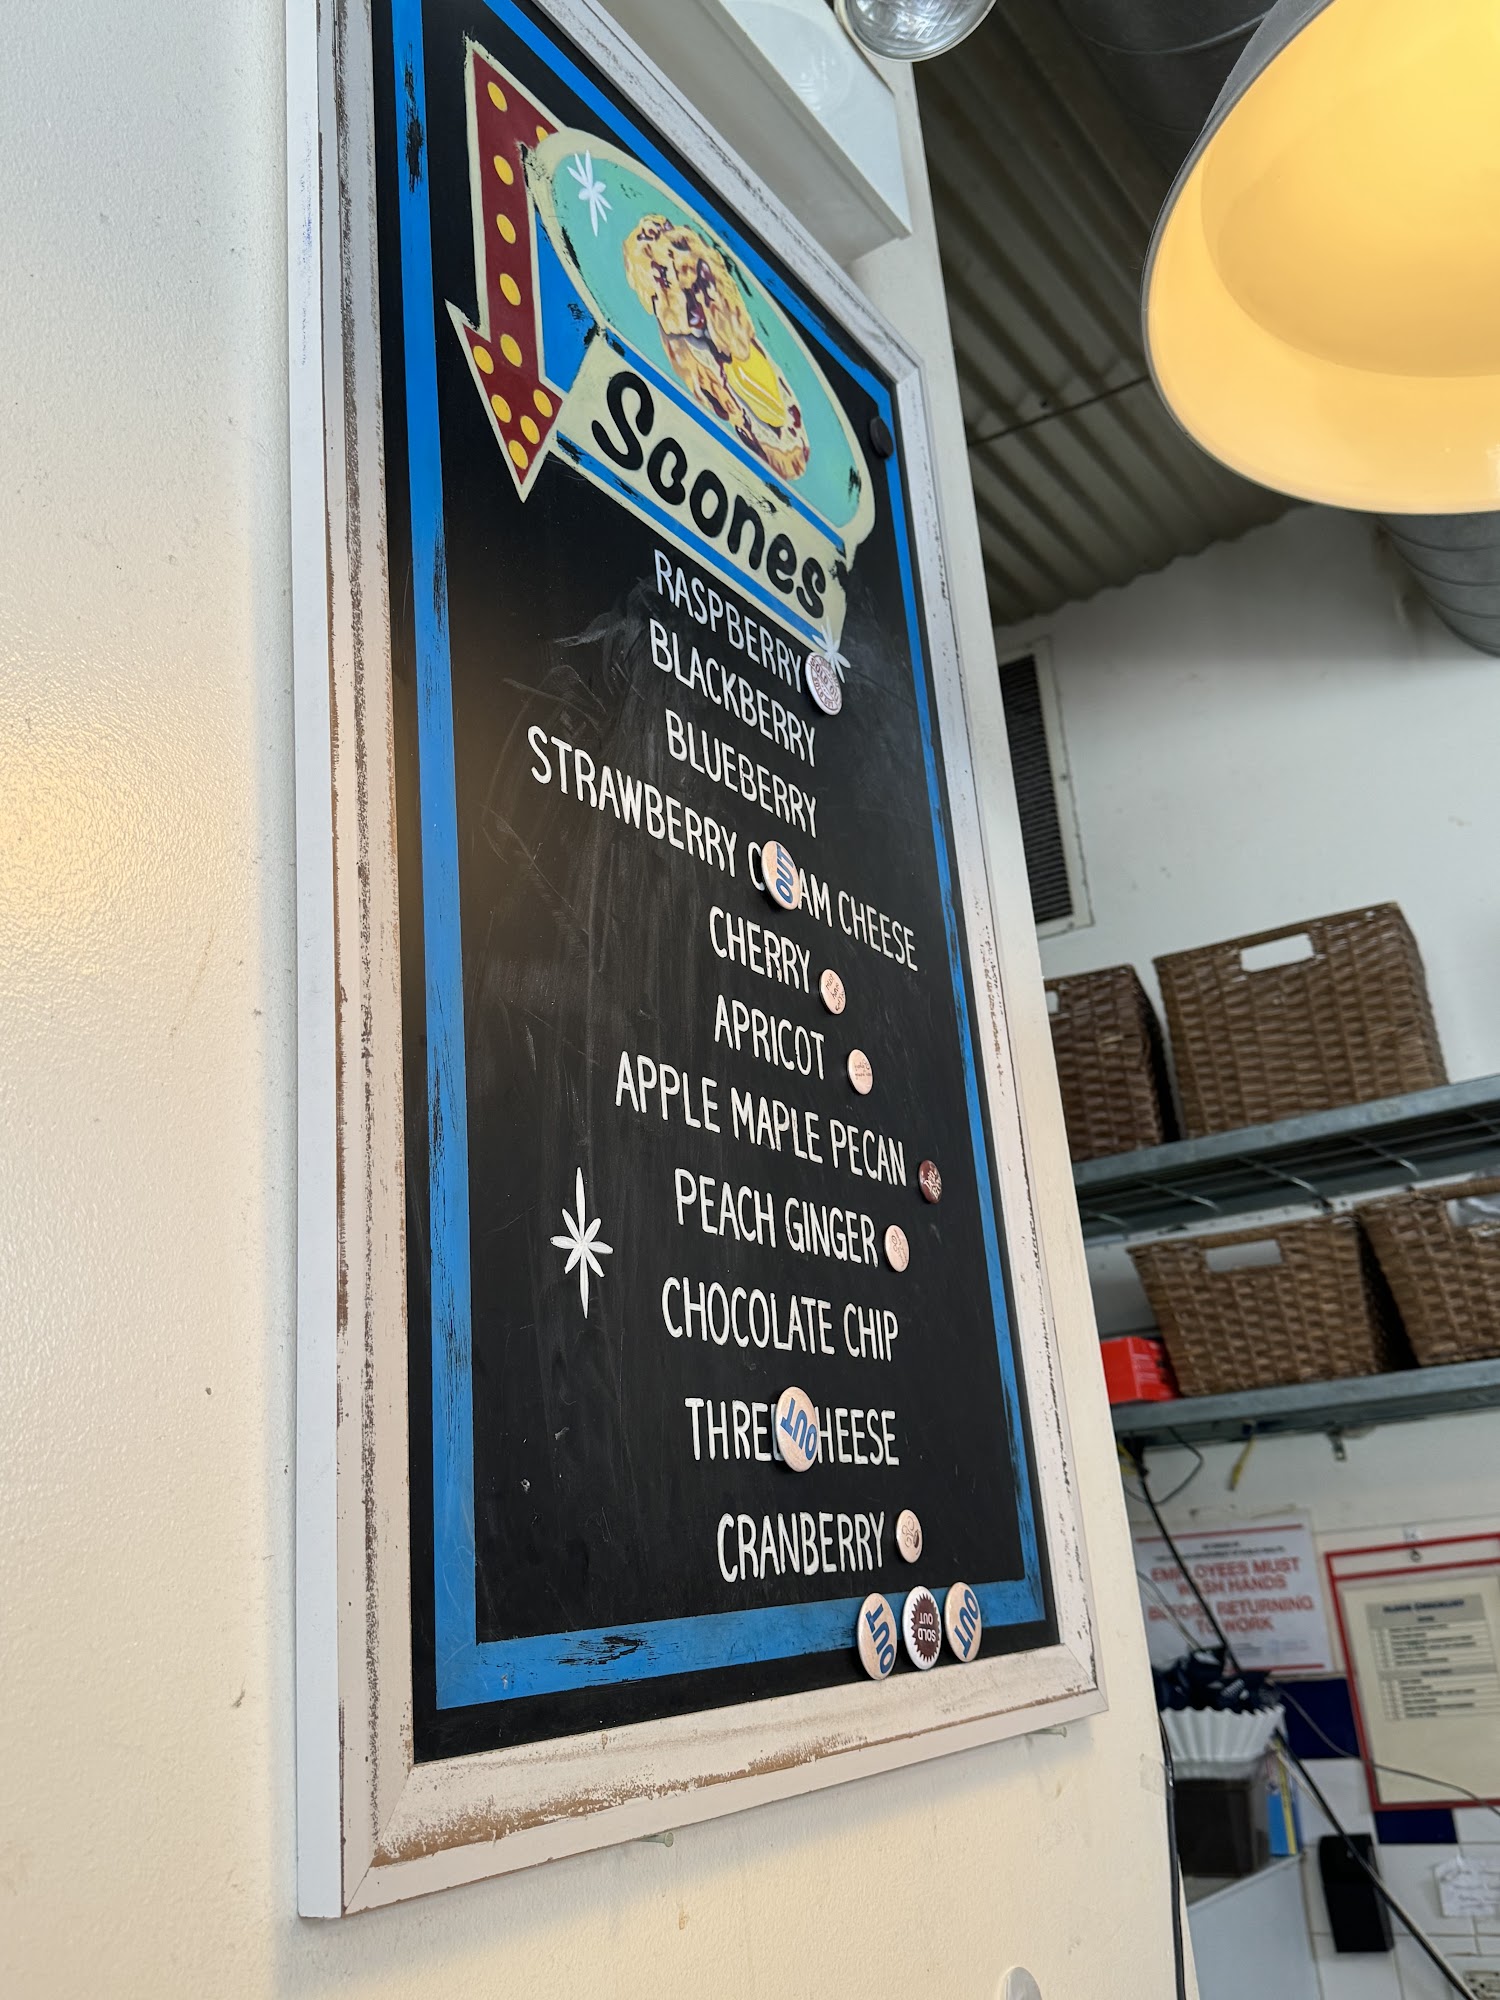 Scones
RASPBERRY
BLACKBERRY
BLUEBERRY
STRAWBERRY C AM CHEESE
OUT
CHERRY
APRICOT
APPLE MAPLE PECAN
PEACH GINGER
CHOCOLATE CHIP
THREE HEESE
OUT
CRANBERRY
OUT
SOLD OUT
OUT
EMPLOYEES MUST
WASH HANDS
BEFORE RETURNING
TO WORK